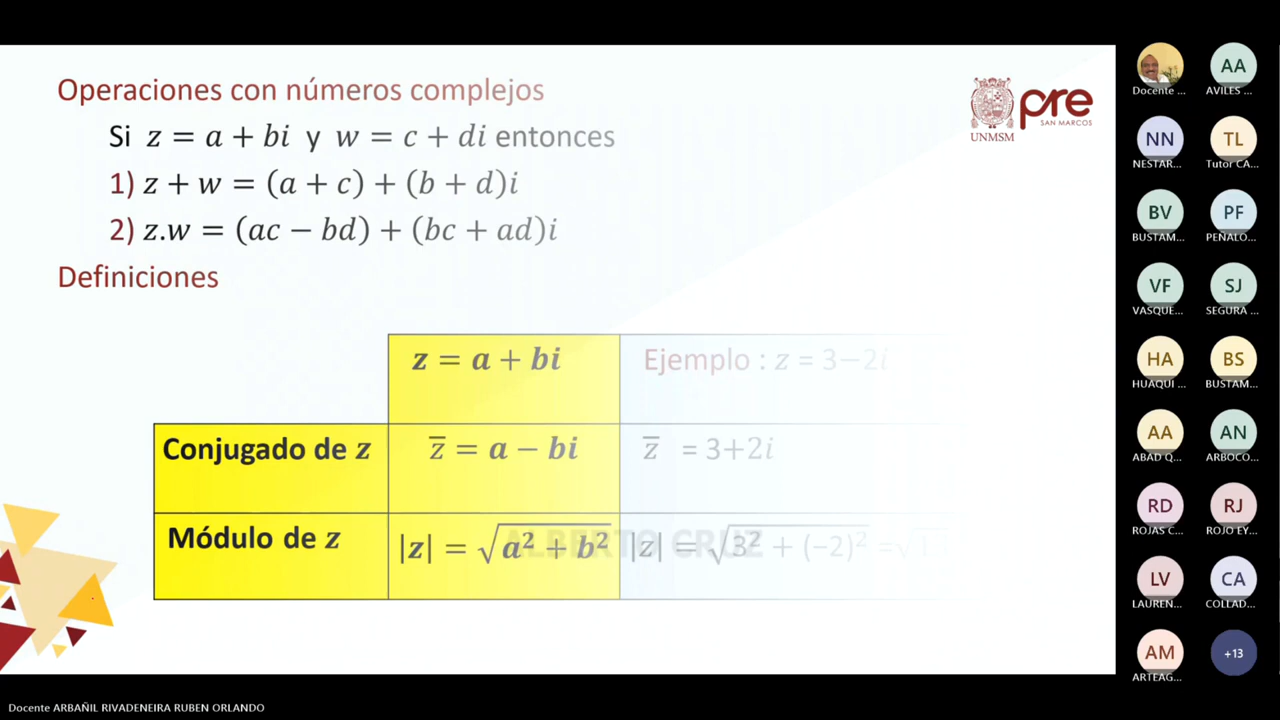 Operaciones con números complejos
Si z = a + bi y w = c + di entonces
1) z + w = (a + c) + (b + d)i
2) z.w = (ac − bd) + (bc + ad)i
Definiciones
z = a + bi
Ejemplo : z = 3−2i
Conjugado de z
z̅ = a − bi
z̅ = 3+2i
Módulo de z
|z| = √a² + b²
|z| = √3² + (−2)² =√
ALBERTO CRUZ
UNMSM
pre
SAN MARCOS
Docente ...
AA
AVILES ...
NN
NESTAR...
TL
Tutor CA...
BV
BUSTAM...
PF
PEÑALO...
VF
VASQUE...
SJ
SEGURA ...
HA
HUAQUI ...
BS
BUSTAM...
AA
ABAD Q...
AN
ARBOCO...
RD
ROJAS C...
RJ
ROJO EY...
LV
LAUREN...
CA
COLLAD...
AM
ARTEAG...
+13
Docente ARBAÑIL RIVADENEIRA RUBEN ORLANDO